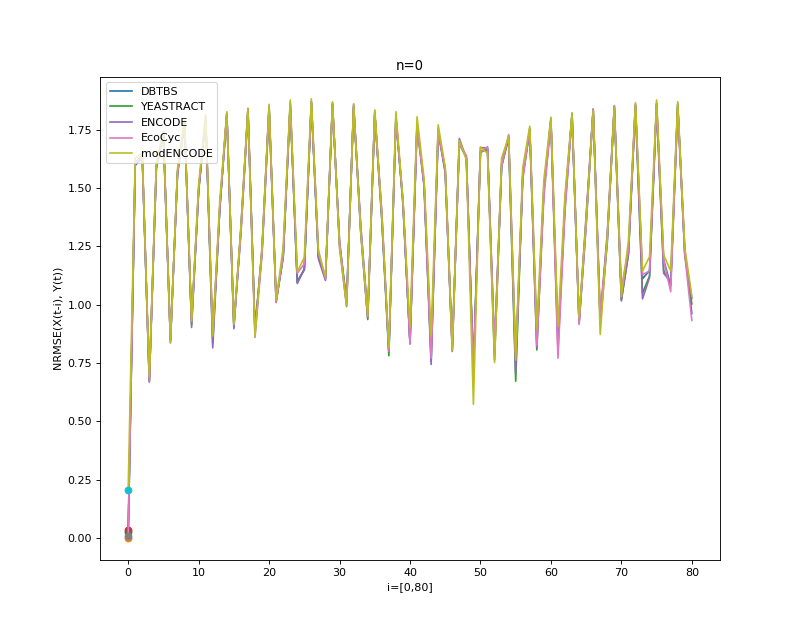 n=0
DBTBS
YEASTRACT
ENCODE
EcoCyc
modENCODE
NRMSE(X(t-i), Y(t))
1.75
1.50
1.25
1.00
0.75
0.50
0.25
0.00
0 10 20 30 40 50 60 70 80
i=[0,80]